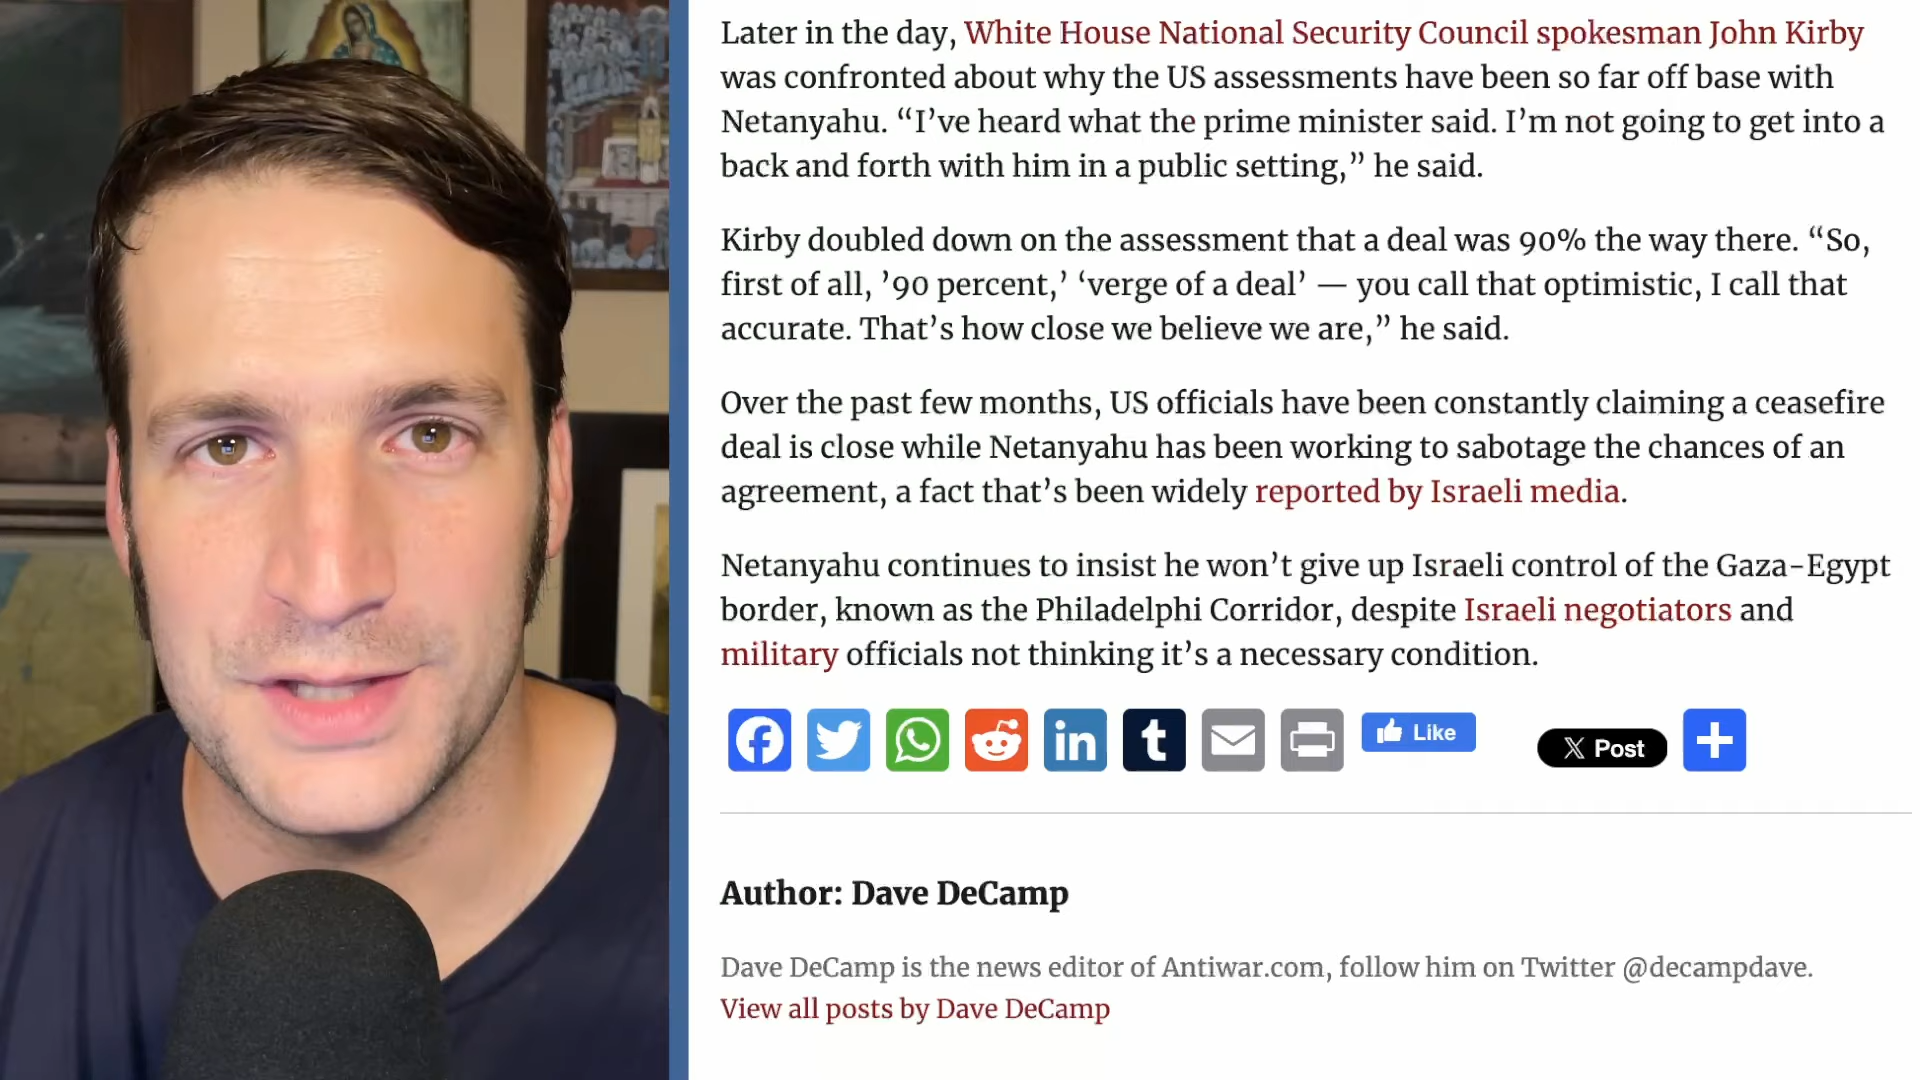 Later in the day, White House National Security Council spokesman John Kirby
was confronted about why the US assessments have been so far off base with
Netanyahu. “I’ve heard what the prime minister said. I’m not going to get into a
back and forth with him in a public setting,” he said.
Kirby doubled down on the assessment that a deal was 90% the way there. “So,
first of all, ’90 percent,’ ‘verge of a deal’ — you call that optimistic, I call that
accurate. That’s how close we believe we are,” he said.
Over the past few months, US officials have been constantly claiming a ceasefire
deal is close while Netanyahu has been working to sabotage the chances of an
agreement, a fact that’s been widely reported by Israeli media.
Netanyahu continues to insist he won’t give up Israeli control of the Gaza-Egypt
border, known as the Philadelphi Corridor, despite Israeli negotiators and
military officials not thinking it’s a necessary condition.
Like
X Post
Author: Dave DeCamp
Dave DeCamp is the news editor of Antiwar.com, follow him on Twitter @decampdave.
View all posts by Dave DeCamp